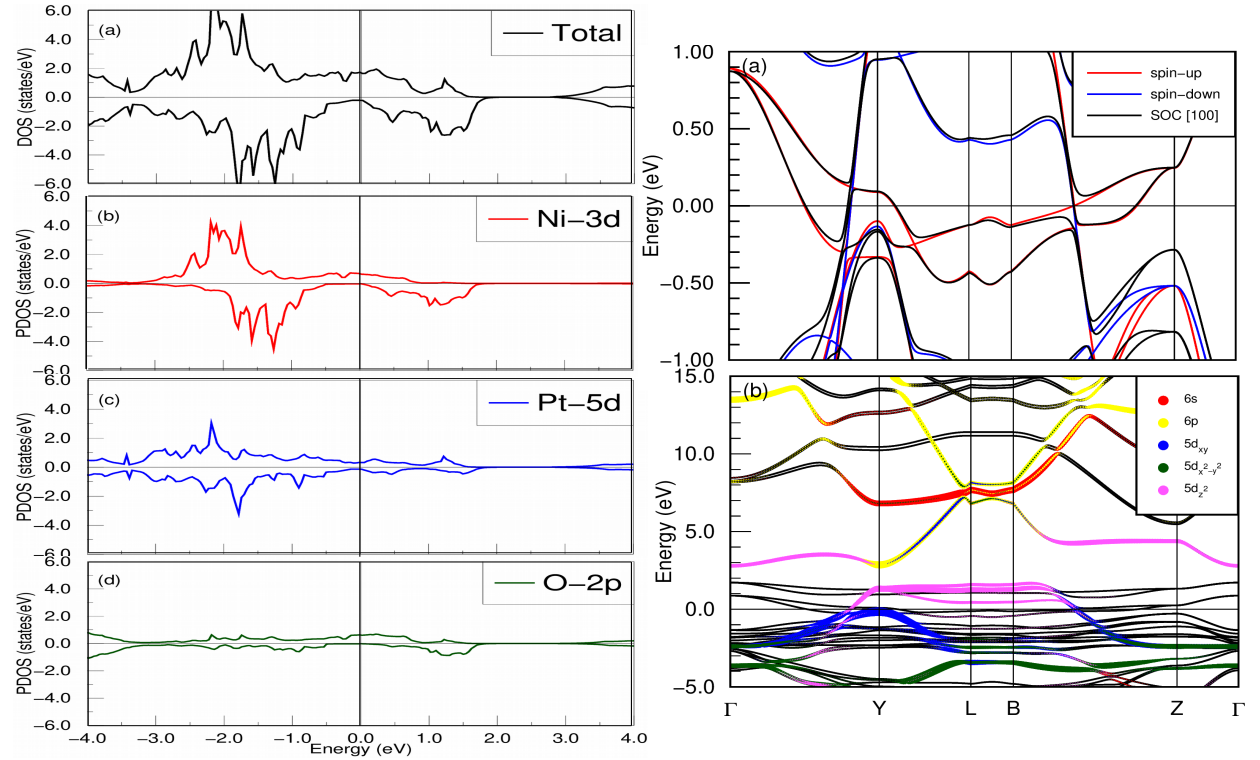 (a)
Total
DOS (states/eV)
6.0
4.0
2.0
0.0
−2.0
−4.0
−6.0
(b)
Ni−3d
PDOS (states/eV)
6.0
4.0
2.0
0.0
−2.0
−4.0
−6.0
(c)
Pt−5d
PDOS (states/eV)
4.0
2.0
0.0
−2.0
−4.0
(d)
O−2p
PDOS (states/eV)
6.0
4.0
2.0
0.0
−2.0
−4.0
−6.0
−4.0 −3.0 −2.0 −1.0 0.0 1.0 2.0 3.0 4.0
Energy (eV)
(a)
spin−up
spin−down
SOC [100]
Energy (eV)
1.00
0.50
0.00
−0.50
−1.00
(b)
6s
6p
5dxy
5dx²−y²
5dz²
Energy (eV)
15.0
10.0
5.0
0.0
−5.0
Γ Y L B Z Γ